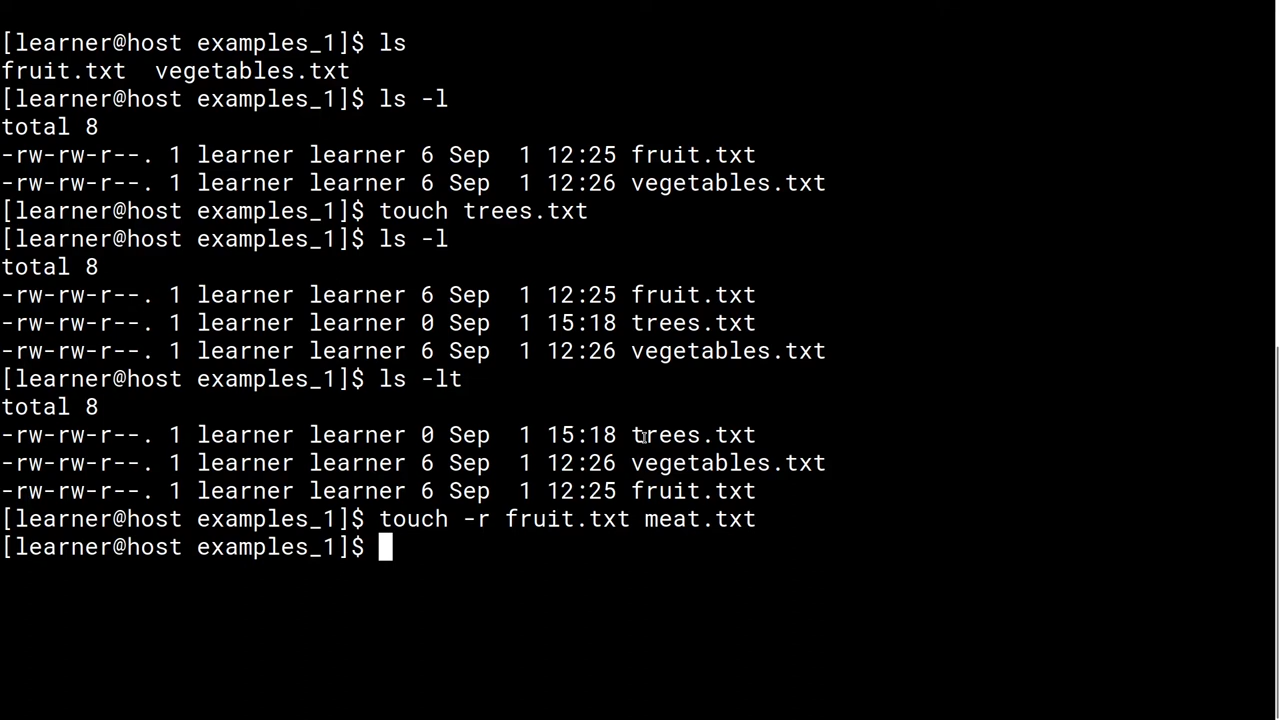 [learner@host examples_1]$ ls
fruit.txt  vegetables.txt
[learner@host examples_1]$ ls -l
total 8
-rw-rw-r--. 1 learner learner 6 Sep  1 12:25 fruit.txt
-rw-rw-r--. 1 learner learner 6 Sep  1 12:26 vegetables.txt
[learner@host examples_1]$ touch trees.txt
[learner@host examples_1]$ ls -l
total 8
-rw-rw-r--. 1 learner learner 6 Sep  1 12:25 fruit.txt
-rw-rw-r--. 1 learner learner 0 Sep  1 15:18 trees.txt
-rw-rw-r--. 1 learner learner 6 Sep  1 12:26 vegetables.txt
[learner@host examples_1]$ ls -lt
total 8
-rw-rw-r--. 1 learner learner 0 Sep  1 15:18 trees.txt
-rw-rw-r--. 1 learner learner 6 Sep  1 12:26 vegetables.txt
-rw-rw-r--. 1 learner learner 6 Sep  1 12:25 fruit.txt
[learner@host examples_1]$ touch -r fruit.txt meat.txt
[learner@host examples_1]$